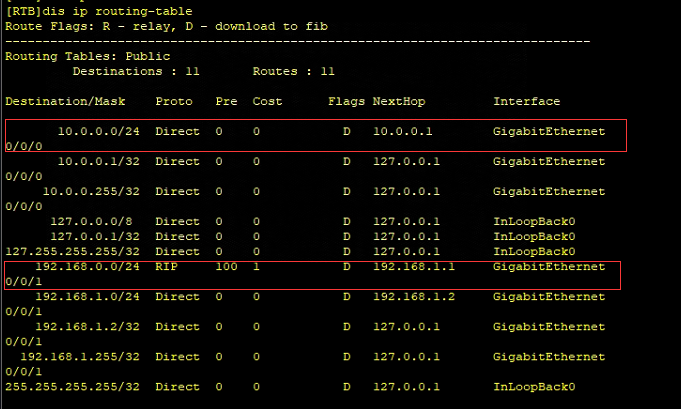 [RTB]dis ip routing-table
Route Flags: R - relay, D - download to fib
------------------------------------------------------------------------------
Routing Tables: Public
         Destinations : 11       Routes : 11

Destination/Mask    Proto   Pre  Cost      Flags NextHop         Interface

       10.0.0.0/24  Direct  0    0           D   10.0.0.1        GigabitEthernet
0/0/0
       10.0.0.1/32  Direct  0    0           D   127.0.0.1       GigabitEthernet
0/0/0
     10.0.0.255/32  Direct  0    0           D   127.0.0.1       GigabitEthernet
0/0/0
      127.0.0.0/8   Direct  0    0           D   127.0.0.1       InLoopBack0
      127.0.0.1/32  Direct  0    0           D   127.0.0.1       InLoopBack0
127.255.255.255/32  Direct  0    0           D   127.0.0.1       InLoopBack0
    192.168.0.0/24  RIP     100  1           D   192.168.1.1     GigabitEthernet
0/0/1
    192.168.1.0/24  Direct  0    0           D   192.168.1.2     GigabitEthernet
0/0/1
    192.168.1.2/32  Direct  0    0           D   127.0.0.1       GigabitEthernet
0/0/1
  192.168.1.255/32  Direct  0    0           D   127.0.0.1       GigabitEthernet
0/0/1
255.255.255.255/32  Direct  0    0           D   127.0.0.1       InLoopBack0